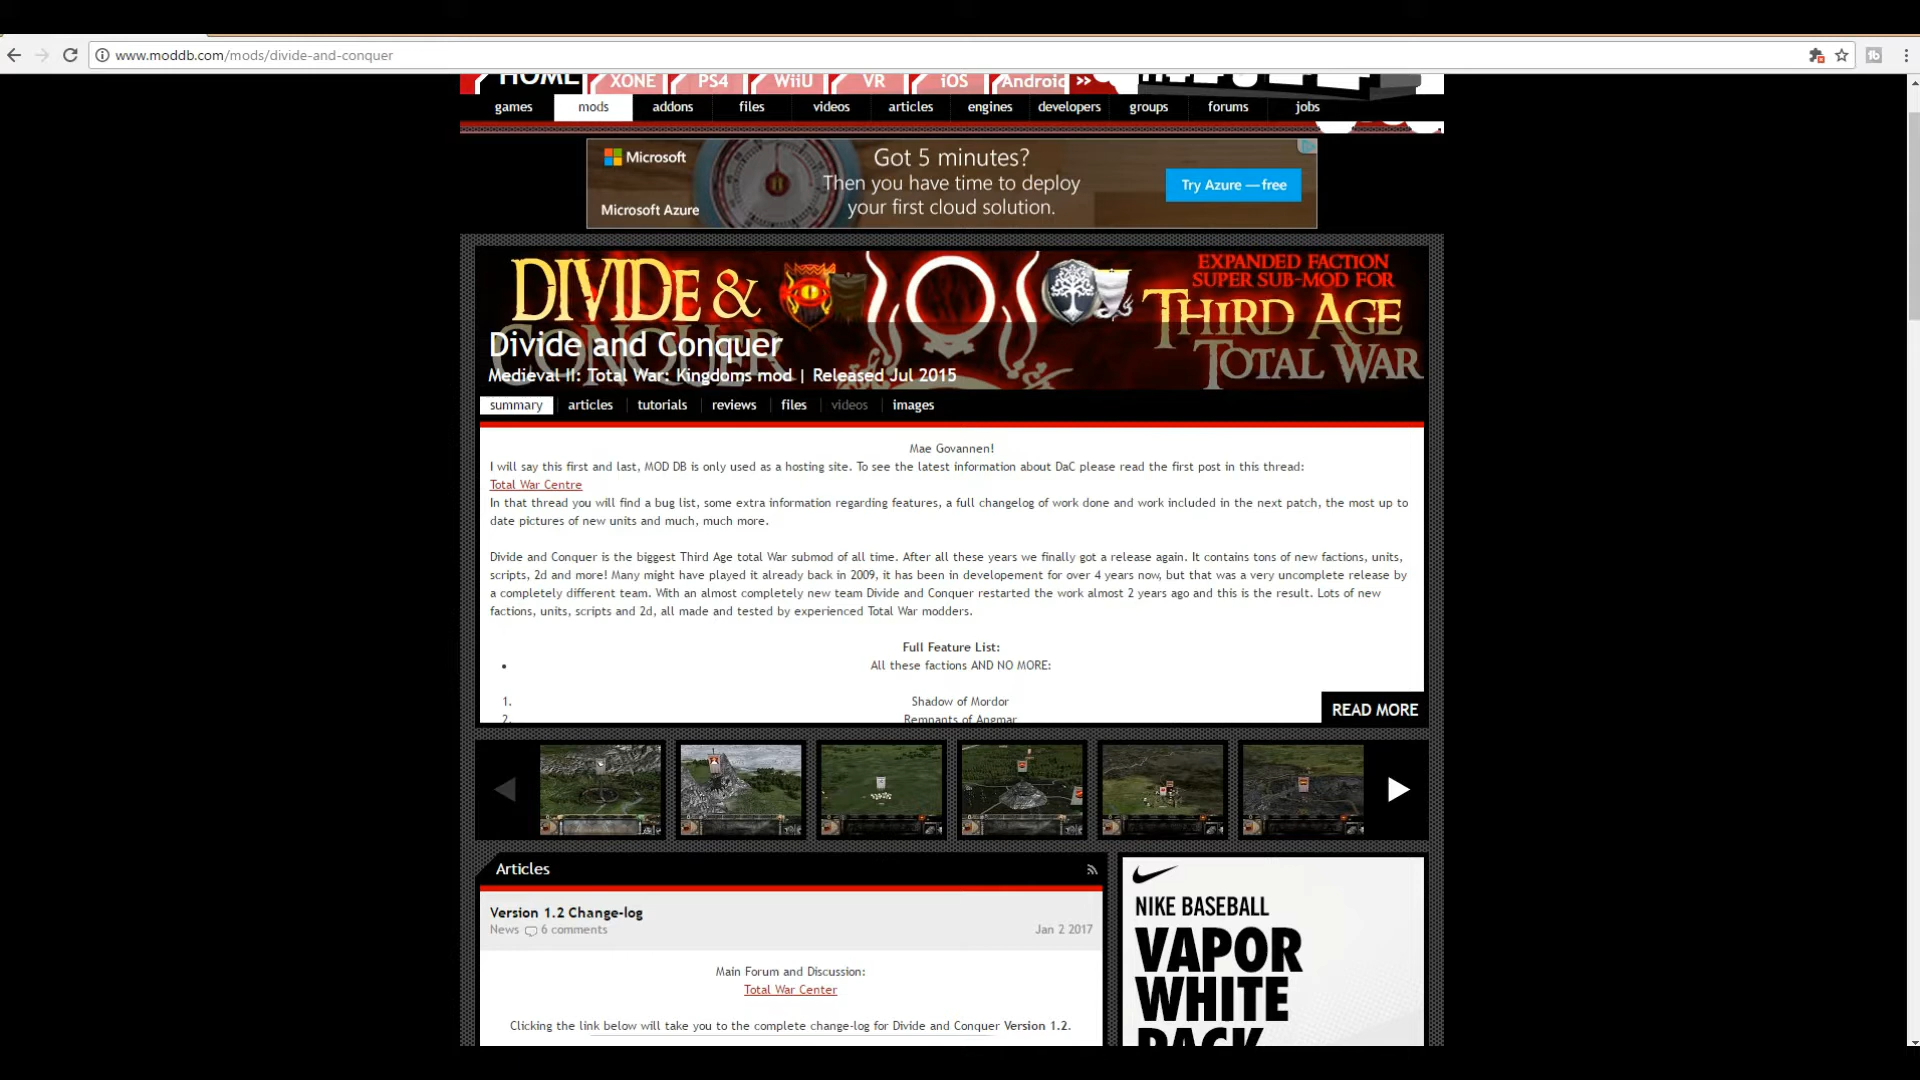 www.moddb.com/mods/divide-and-conquer
HOME XONE PS4 WiiU VR iOS Android >>
games mods addons files videos articles engines developers groups forums jobs
Microsoft
Microsoft Azure
Got 5 minutes?
Then you have time to deploy
your first cloud solution.
Try Azure — free
DIVIDE &
CONQUER
EXPANDED FACTION
SUPER SUB-MOD FOR
THIRD AGE
TOTAL WAR
Divide and Conquer
Medieval II: Total War: Kingdoms mod | Released Jul 2015
summary articles tutorials reviews files videos images
Mae Govannen!
I will say this first and last, MOD DB is only used as a hosting site. To see the latest information about DaC please read the first post in this thread:
Total War Centre
In that thread you will find a bug list, some extra information regarding features, a full changelog of work done and work included in the next patch, the most up to
date pictures of new units and much, much more.
Divide and Conquer is the biggest Third Age total War submod of all time. After all these years we finally got a release again. It contains tons of new factions, units,
scripts, 2d and more! Many might have played it already back in 2009, it has been in developement for over 4 years now, but that was a very uncomplete release by
a completely different team. With an almost completely new team Divide and Conquer restarted the work almost 2 years ago and this is the result. Lots of new
factions, units, scripts and 2d, all made and tested by experienced Total War modders.
Full Feature List:
• All these factions AND NO MORE:
1. Shadow of Mordor
2. Remnants of Angmar
READ MORE
Articles
Version 1.2 Change-log
News 6 comments Jan 2 2017
Main Forum and Discussion:
Total War Center
Clicking the link below will take you to the complete change-log for Divide and Conquer Version 1.2.
NIKE BASEBALL
VAPOR
WHITE
PACK